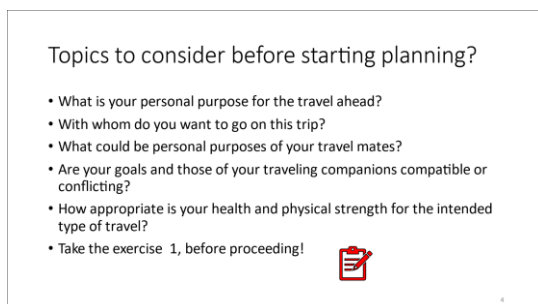 Topics to consider before starting planning?
• What is your personal purpose for the travel ahead?
• With whom do you want to go on this trip?
• What could be personal purposes of your travel mates?
• Are your goals and those of your traveling companions compatible or
conflicting?
• How appropriate is your health and physical strength for the intended
type of travel?
• Take the exercise  1, before proceeding!